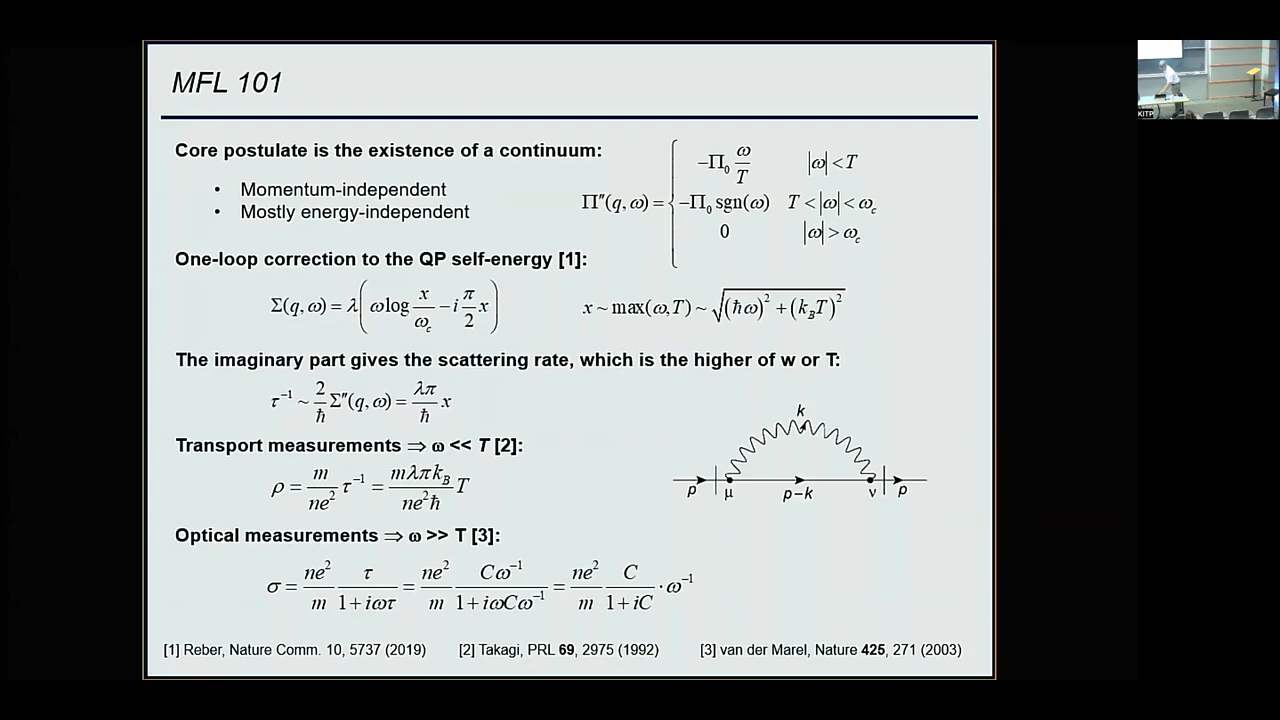 MFL 101
Core postulate is the existence of a continuum:
• Momentum-independent
• Mostly energy-independent
Π″(q,ω) = { −Π₀ ω/T |ω| < T
−Π₀ sgn(ω) T < |ω| < ω_c
0 |ω| > ω_c
One-loop correction to the QP self-energy [1]:
Σ(q,ω) = λ(ω log x/ω_c − i π/2 x) x ~ max(ω,T) ~ √((ħω)² + (k_B T)²)
The imaginary part gives the scattering rate, which is the higher of w or T:
τ⁻¹ ~ 2/ħ Σ″(q,ω) = λπ/ħ x
Transport measurements ⇒ ω << T [2]:
ρ = m/ne² τ⁻¹ = mλπk_B/ne²ħ T
k
p μ p−k ν p
Optical measurements ⇒ ω >> T [3]:
σ = ne²/m τ/1+iωτ = ne²/m Cω⁻¹/1+iωCω⁻¹ = ne²/m C/1+iC · ω⁻¹
[1] Reber, Nature Comm. 10, 5737 (2019) [2] Takagi, PRL 69, 2975 (1992) [3] van der Marel, Nature 425, 271 (2003)
KITP